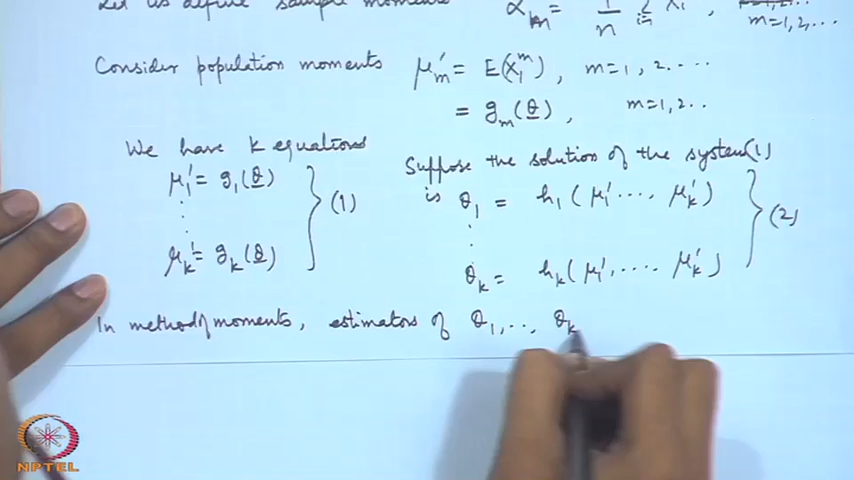 Let us define sample moments α_m = 1/n Σ_{i=1} X_i , m=1,2,...
Consider population moments μ'_m = E(X_1^m) , m=1, 2....
= g_m(θ) , m=1,2..
We have k equations
μ'_1 = g_1(θ)
⋮
μ'_k = g_k(θ)
} (1)
Suppose the solution of the system (1)
is θ_1 = h_1 ( μ'_1 ..., μ'_k )
⋮
θ_k = h_k ( μ'_1, .... μ'_k )
} (2)
In method of moments, estimators of θ_1, .., θ_k
NPTEL